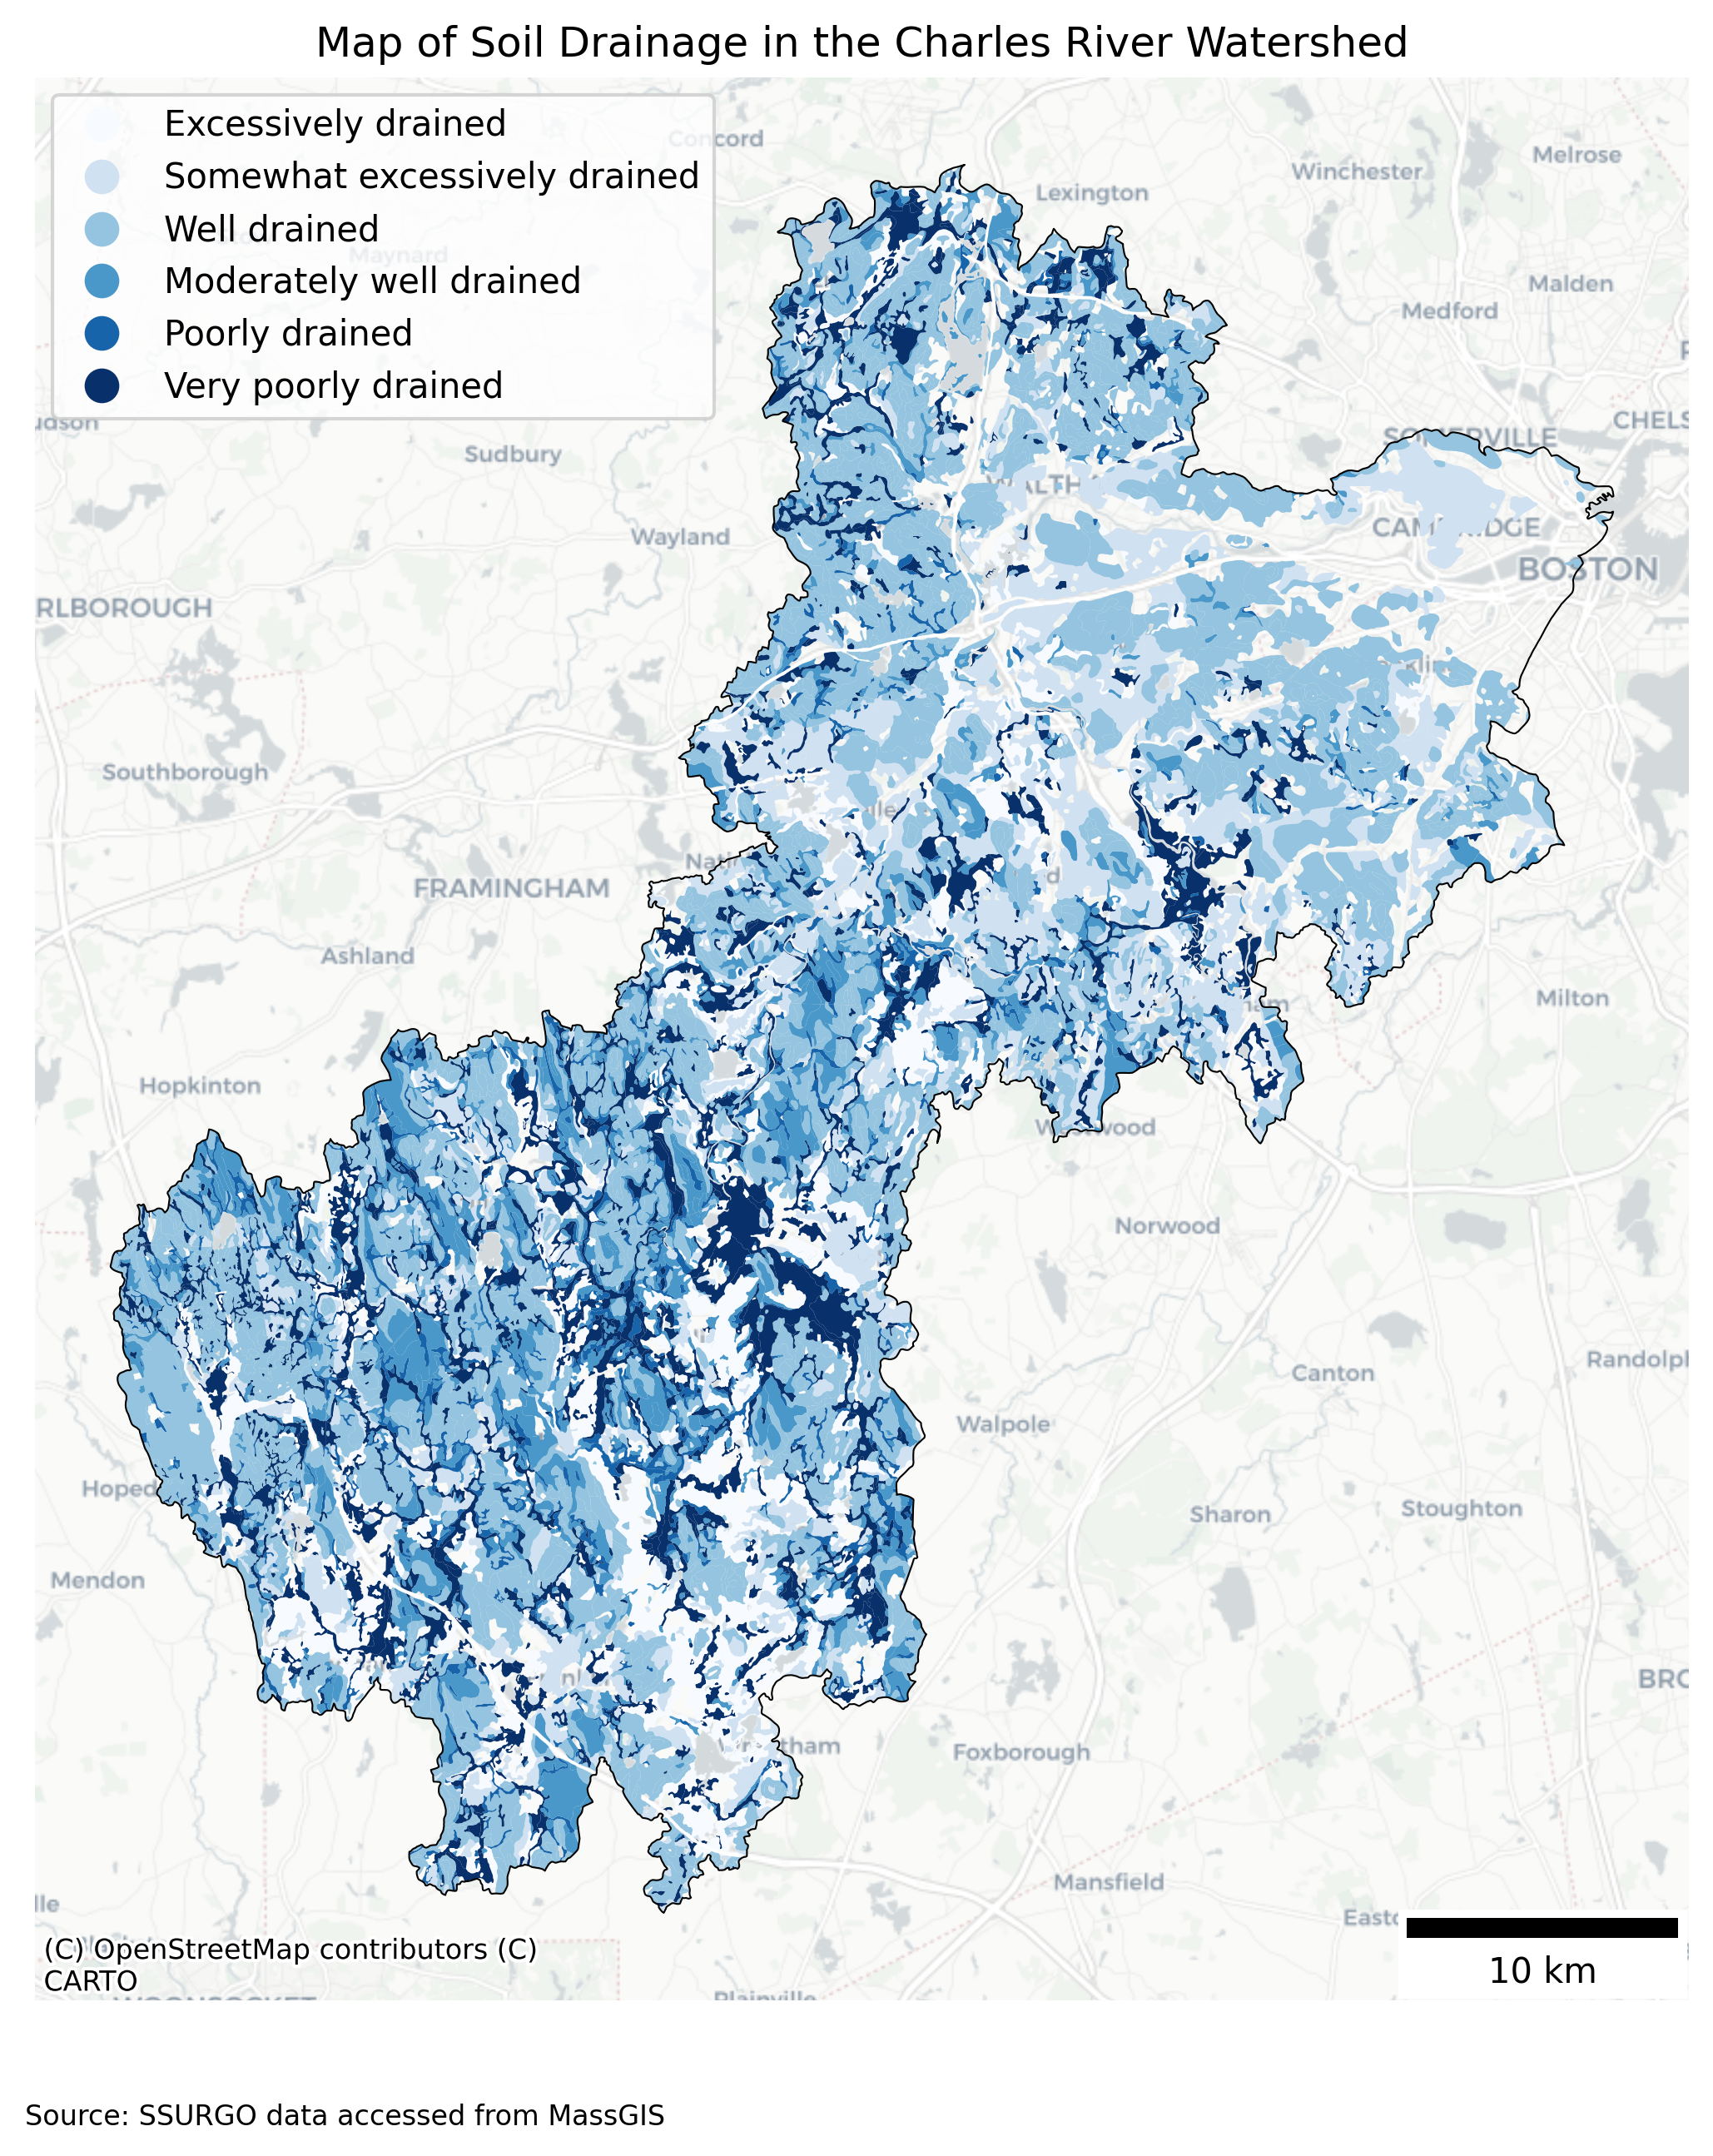 Map of Soil Drainage in the Charles River Watershed
Excessively drained
Somewhat excessively drained
Well drained
Moderately well drained
Poorly drained
Very poorly drained
Concord
Lexington
Winchester
Melrose
Maynard
Malden
Medford
CHELS
SOMERVILLE
Sudbury
WALTH
Wayland
CAMBRIDGE
BOSTON
RLBOROUGH
Southborough
FRAMINGHAM
Ashland
Milton
Hopkinton
Westwood
Norwood
Canton
Randolph
Walpole
Hoped
Sharon
Stoughton
Mendon
BRO
Wrentham
Foxborough
Mansfield
Easto
(C) OpenStreetMap contributors (C)
CARTO
10 km
WOONSOCKET
Plainville
Source: SSURGO data accessed from MassGIS